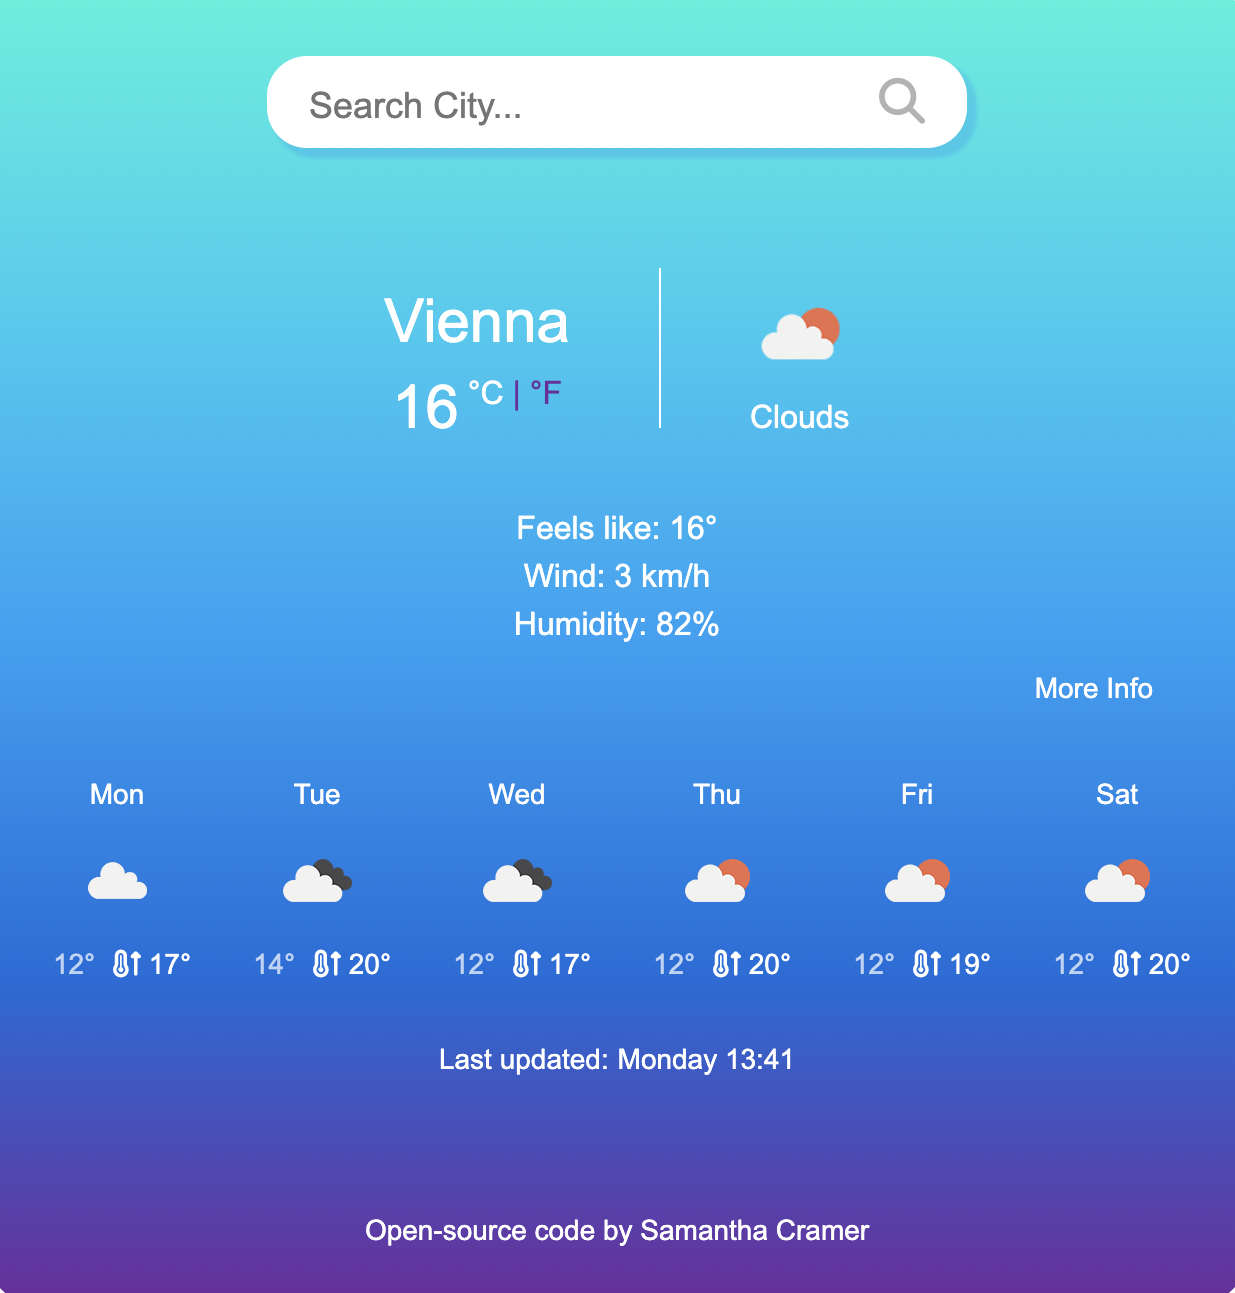 Search City...
Vienna
16 °C | °F
Clouds
Feels like: 16°
Wind: 3 km/h
Humidity: 82%
More Info
Mon Tue Wed Thu Fri Sat
12° 17° 14° 20° 12° 17° 12° 20° 12° 19° 12° 20°
Last updated: Monday 13:41
Open-source code by Samantha Cramer